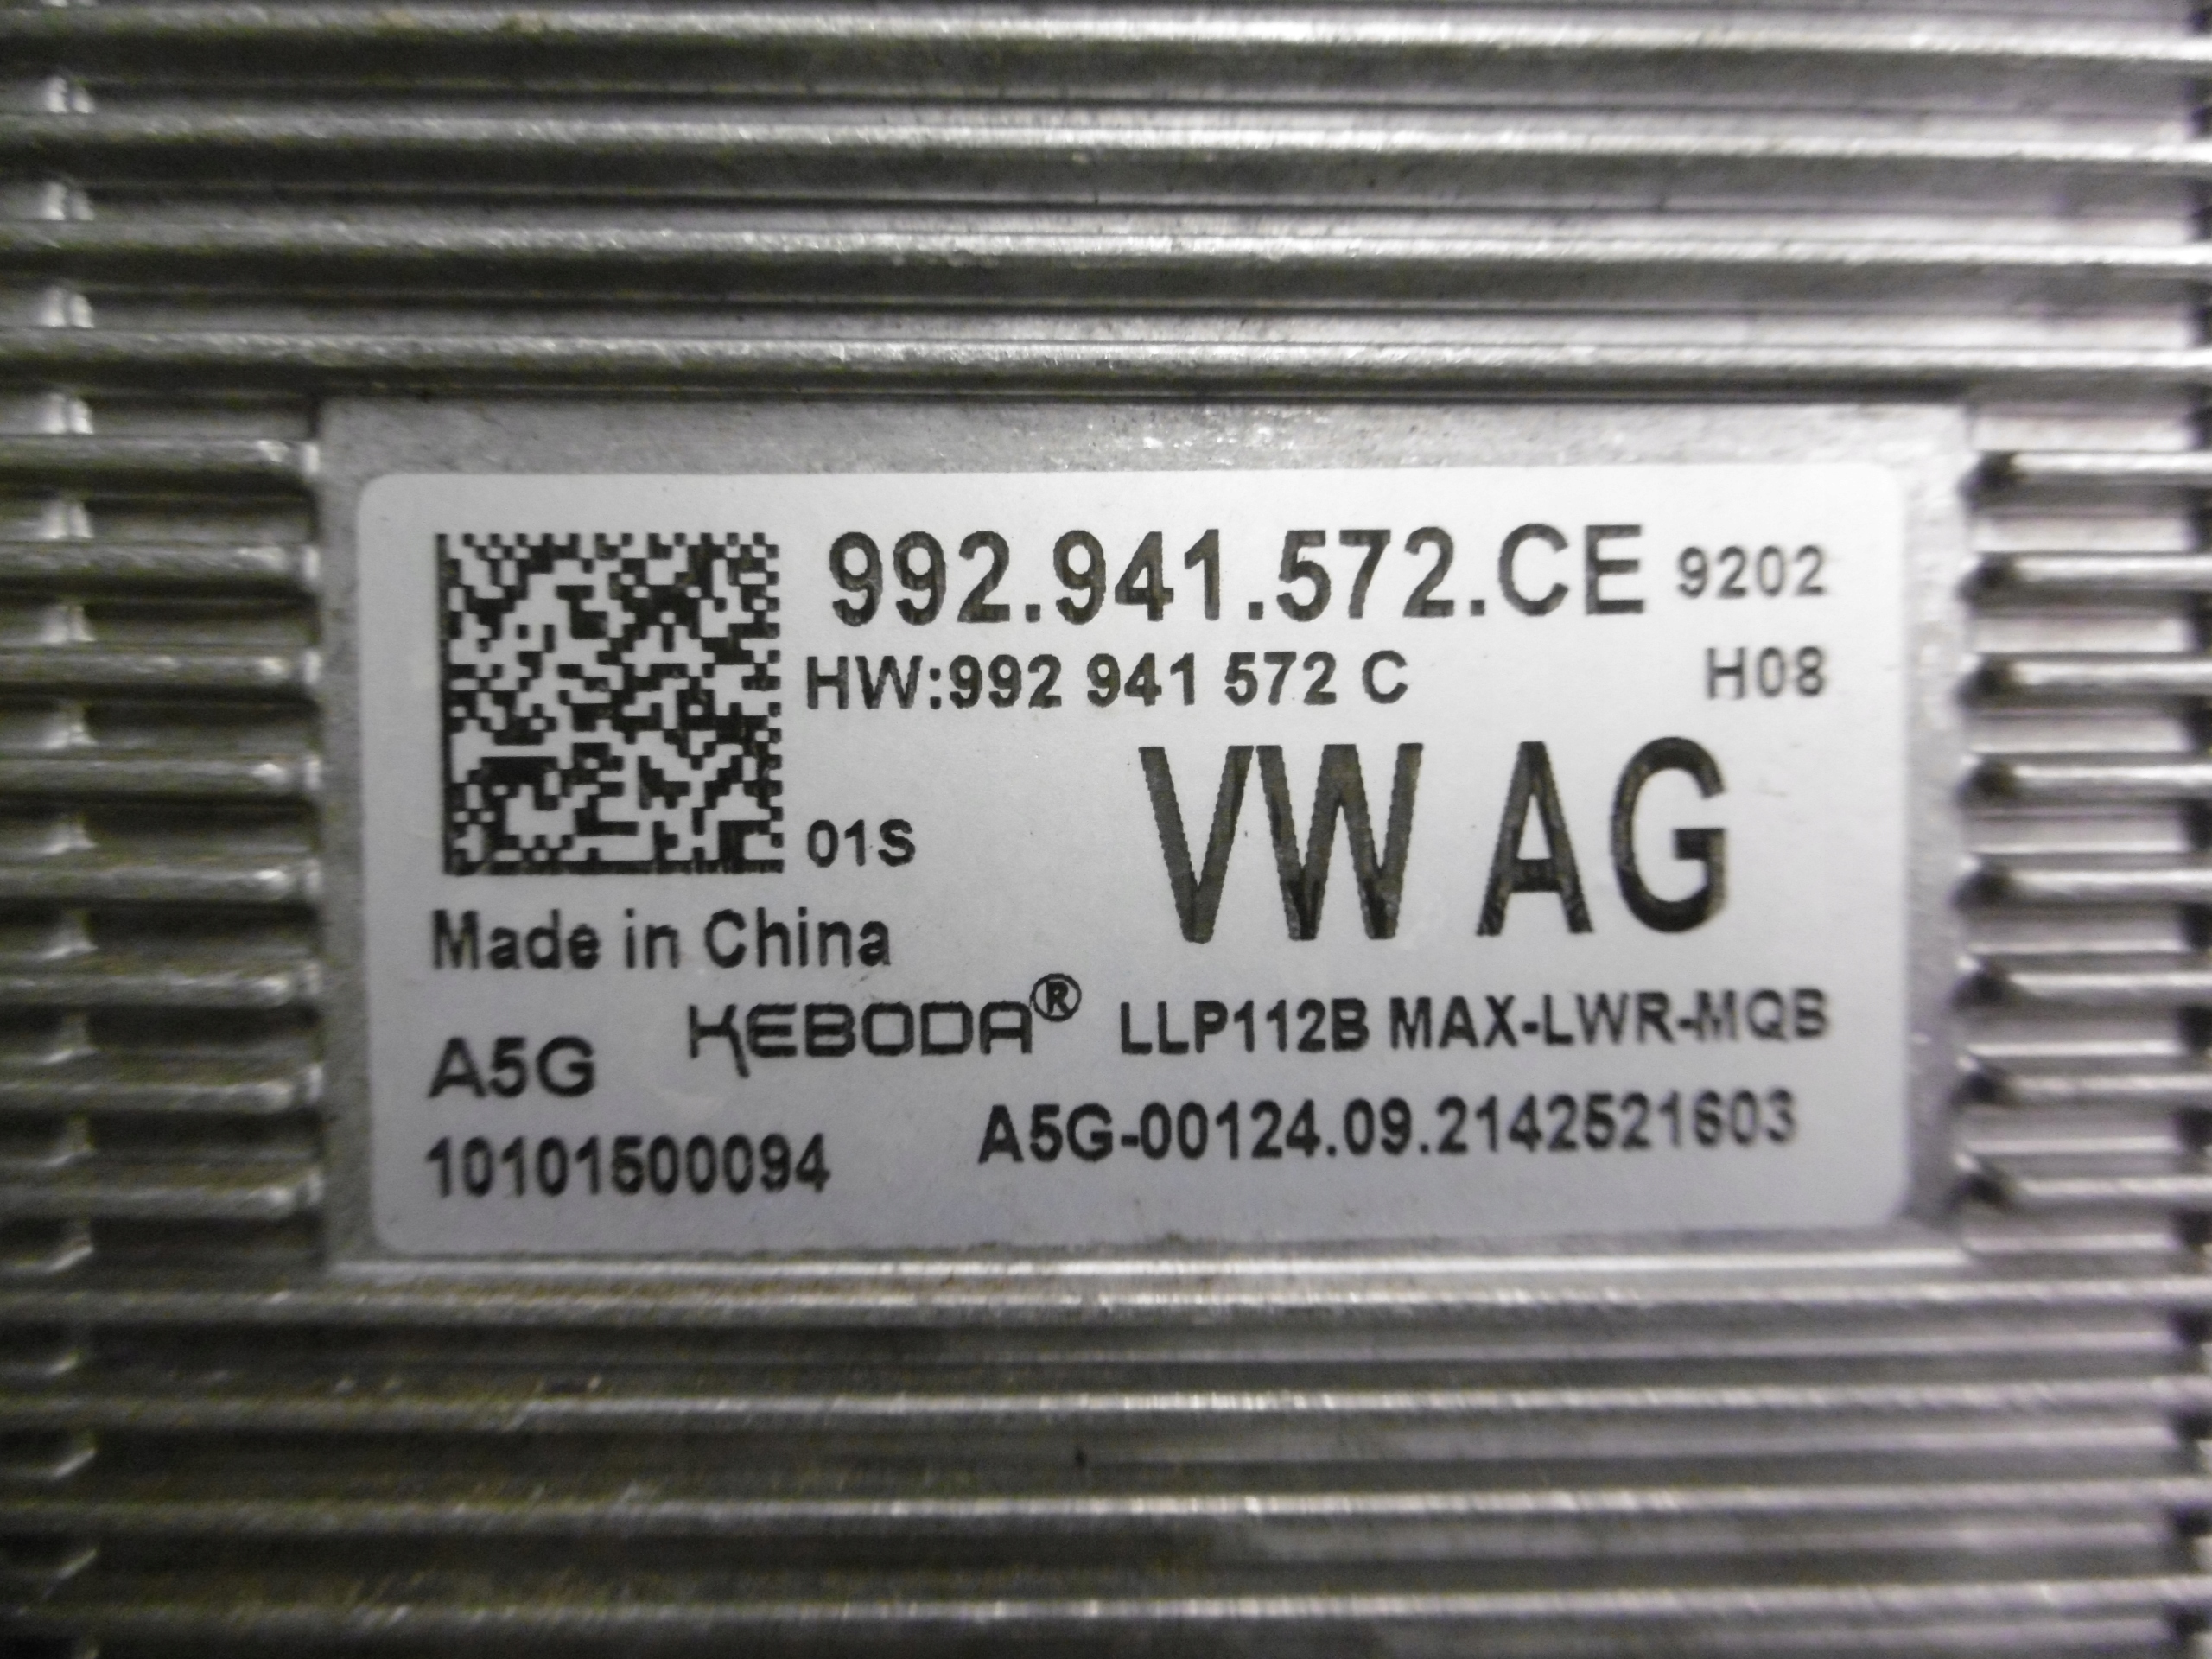 992.941.572.CE 9202
HW:992 941 572 C H08
VW AG
01S
Made in China
KEBODA® LLP112B MAX-LWR-MQB
A5G
A5G-00124.09.2142521603
10101500094